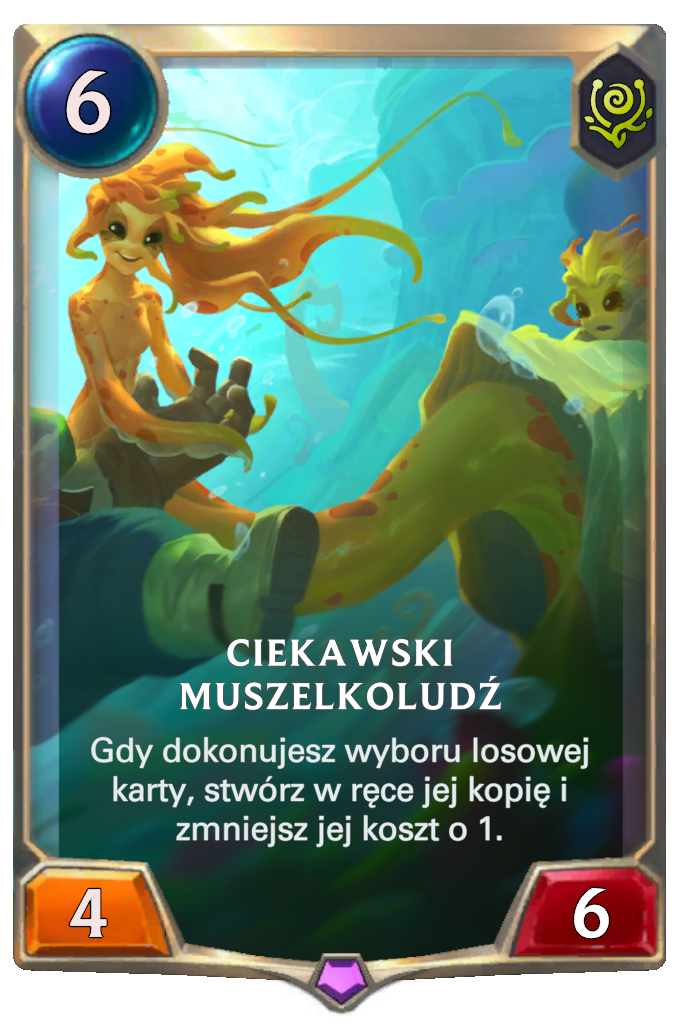 6
CIEKAWSKI
MUSZELKOLUDŹ
Gdy dokonujesz wyboru losowej
karty, stwórz w ręce jej kopię i
zmniejsz jej koszt o 1.
4
6